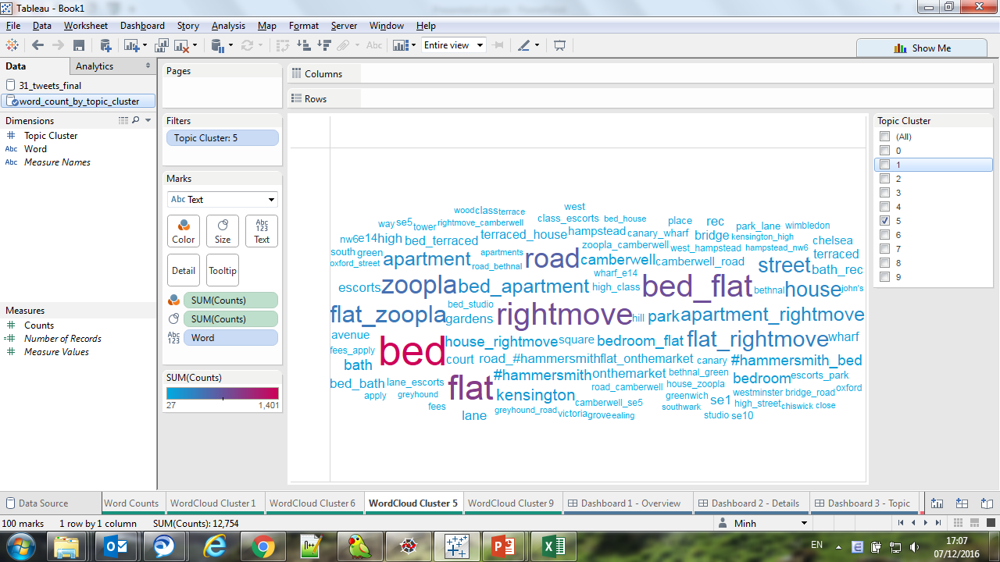 Tableau - Book1
File Data Worksheet Dashboard Story Analysis Map Format Server Window Help
Abc Entire view Show Me
Data Analytics
31_tweets_final
word_count_by_topic_cluster
Dimensions
Topic Cluster
Abc Word
Abc Measure Names
Measures
Counts
Number of Records
Measure Values
Pages
Filters
Topic Cluster: 5
Marks
Abc Text
Color Size Abc 123 Text
Detail Tooltip
SUM(Counts)
SUM(Counts)
Abc 123 Word
SUM(Counts)
27 1,401
Columns
Rows
west
wood class terrace
class_escorts bed_house
way se5 tower rightmove_camberwell place rec park_lane wimbledon
nw6 e14 high bed_terraced terraced_house hampstead canary_wharf bridge kensington_high chelsea
south green apartments zoopla_camberwell west_hampstead hampstead_nw6 terraced
oxford_street apartment road_bethnal road camberwell camberwell_road street bath_rec
wharf_e14
escorts zoopla bed_apartment high_class bed_flat bethnal house john's
bed_studio
flat_zoopla gardens rightmove hill park apartment_rightmove
avenue house_rightmove square bedroom_flat flat_rightmove wharf
fees_apply bed
bath court road_#hammersmith flat_onthemarket canary #hammersmith_bed
#hammersmith onthemarket bethnal_green bedroom escorts_park
bed_bath lane_escorts flat road_camberwell house_zoopla westminster bridge_road oxford
apply greyhound kensington greenwich se1
fees camberwell_se5 southwark high_street chiswick close
lane greyhound_road victoria grove ealing studio se10
Topic Cluster
(All)
0
1
2
3
4
5
6
7
8
9
Data Source Word Counts WordCloud Cluster 1 WordCloud Cluster 6 WordCloud Cluster 5 WordCloud Cluster 9 Dashboard 1 - Overview Dashboard 2 - Details Dashboard 3 - Topic
100 marks 1 row by 1 column SUM(Counts): 12,754 Minh
EN 17:07
07/12/2016